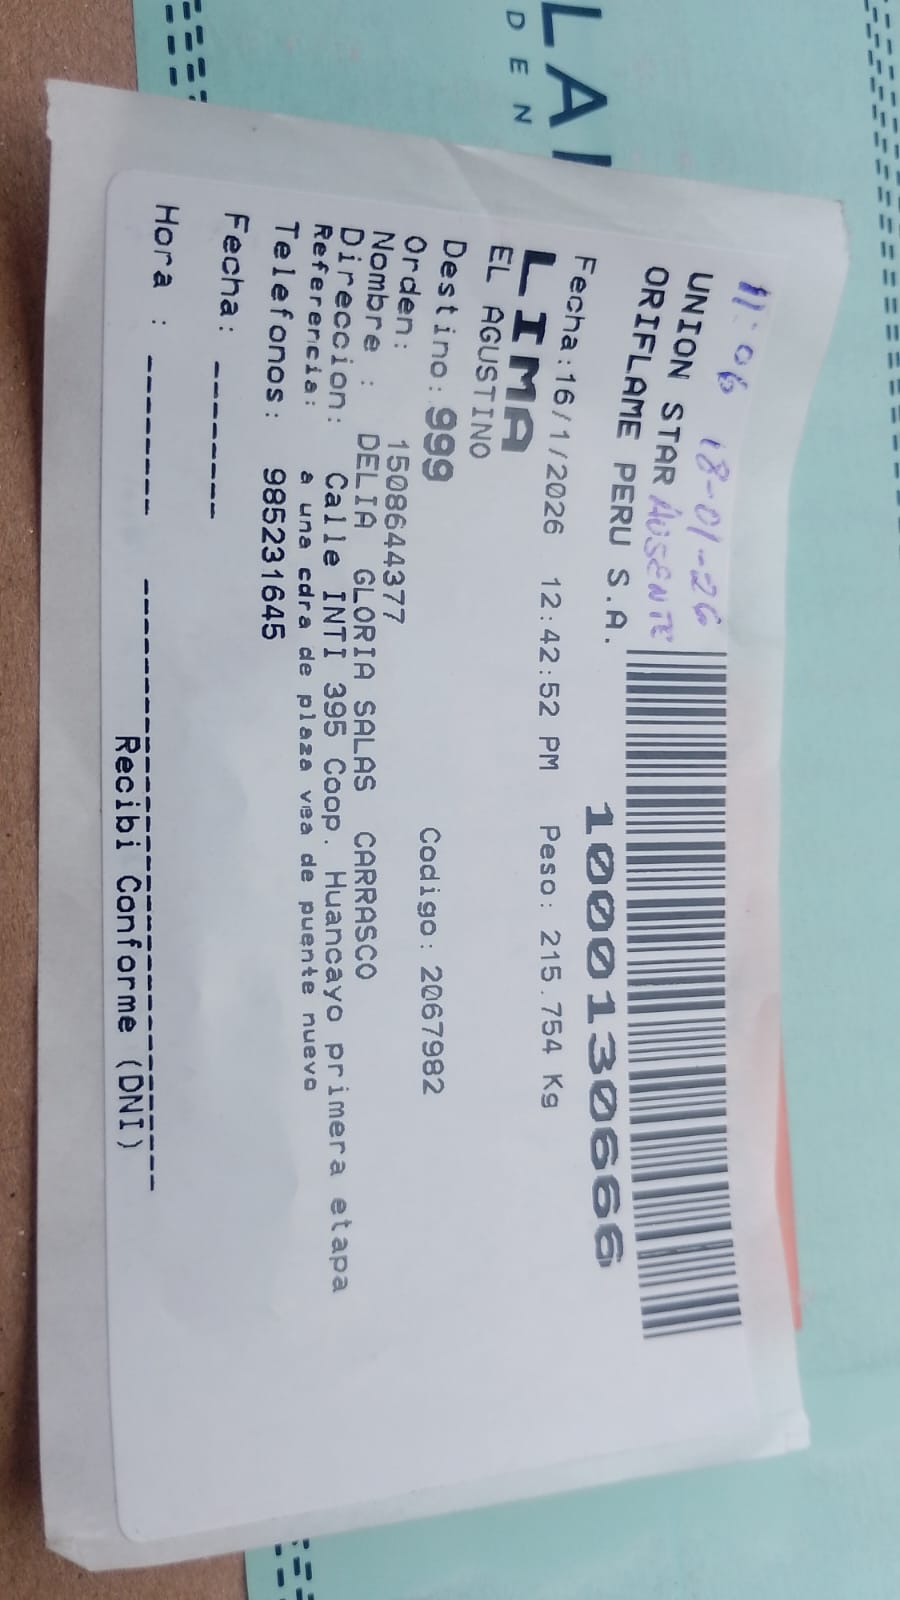 11:06 18-01-26
UNION STAR AUSENTE
ORIFLAME PERU S.A.
10001306666
Fecha:16/1/2026 12:42:52 PM Peso: 215.754 Kg
LIMA
EL AGUSTINO
Destino: 999 Codigo: 2067982
Orden: 1508644377
Nombre : DELIA GLORIA SALAS CARRASCO
Direccion: Calle INTI 395 Coop. Huancayo primera etapa
Referencia: a una cdra de plaza vea de puente nuevo
Telefonos: 985231645
Fecha: -------
Hora : -------- -------------------------------
Recibi Conforme (DNI)
LA
DEN